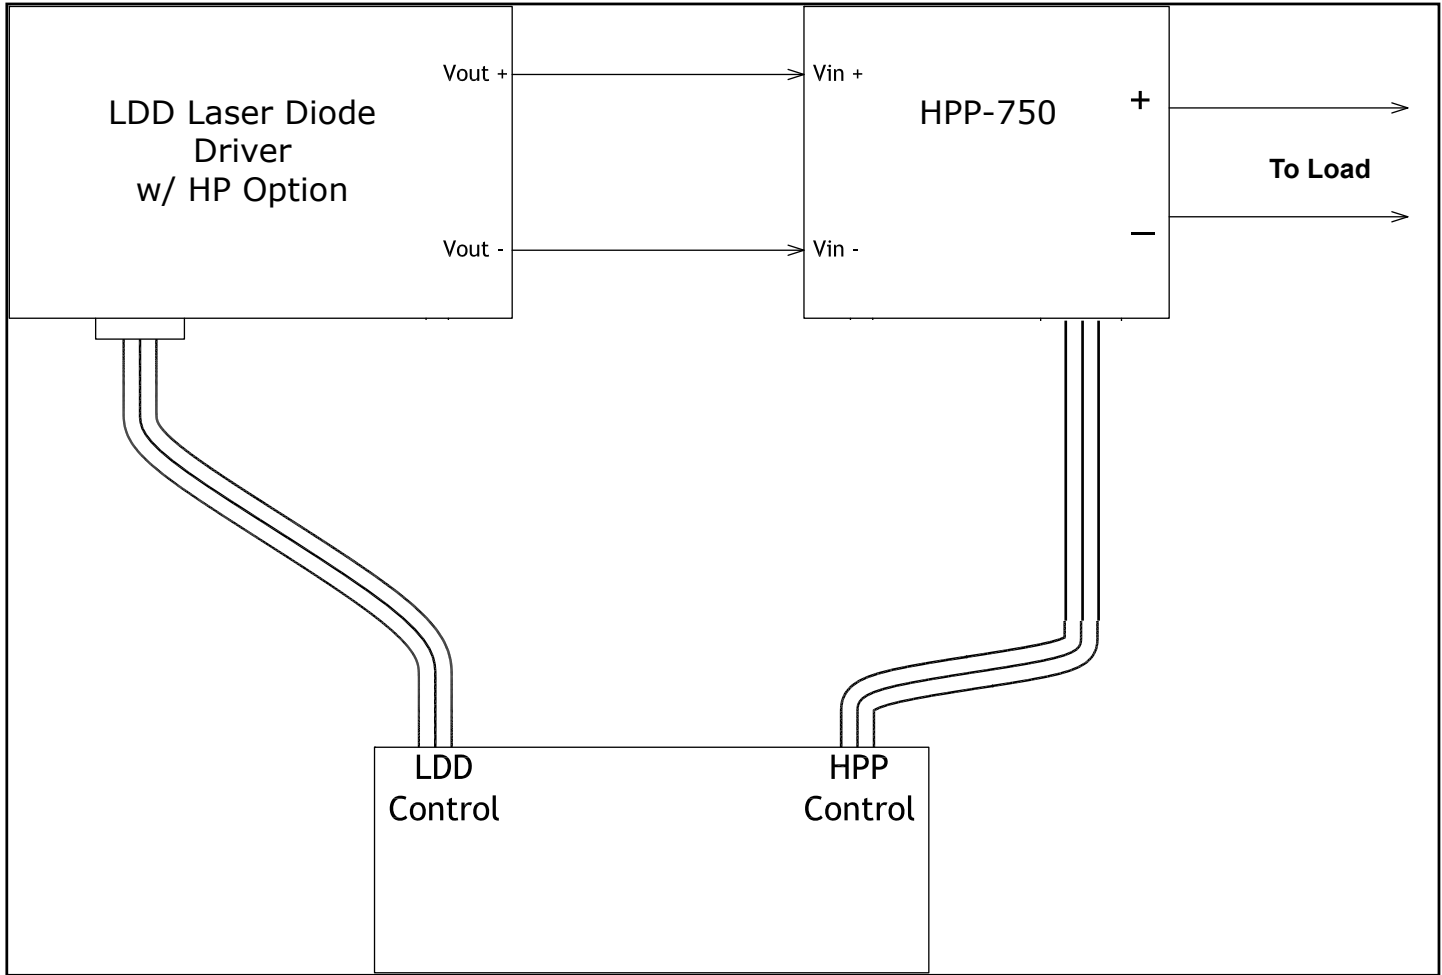 LDD Laser Diode
Driver
w/ HP Option
Vout +
Vout -
Vin +
Vin -
HPP-750
+
—
To Load
LDD
Control
HPP
Control